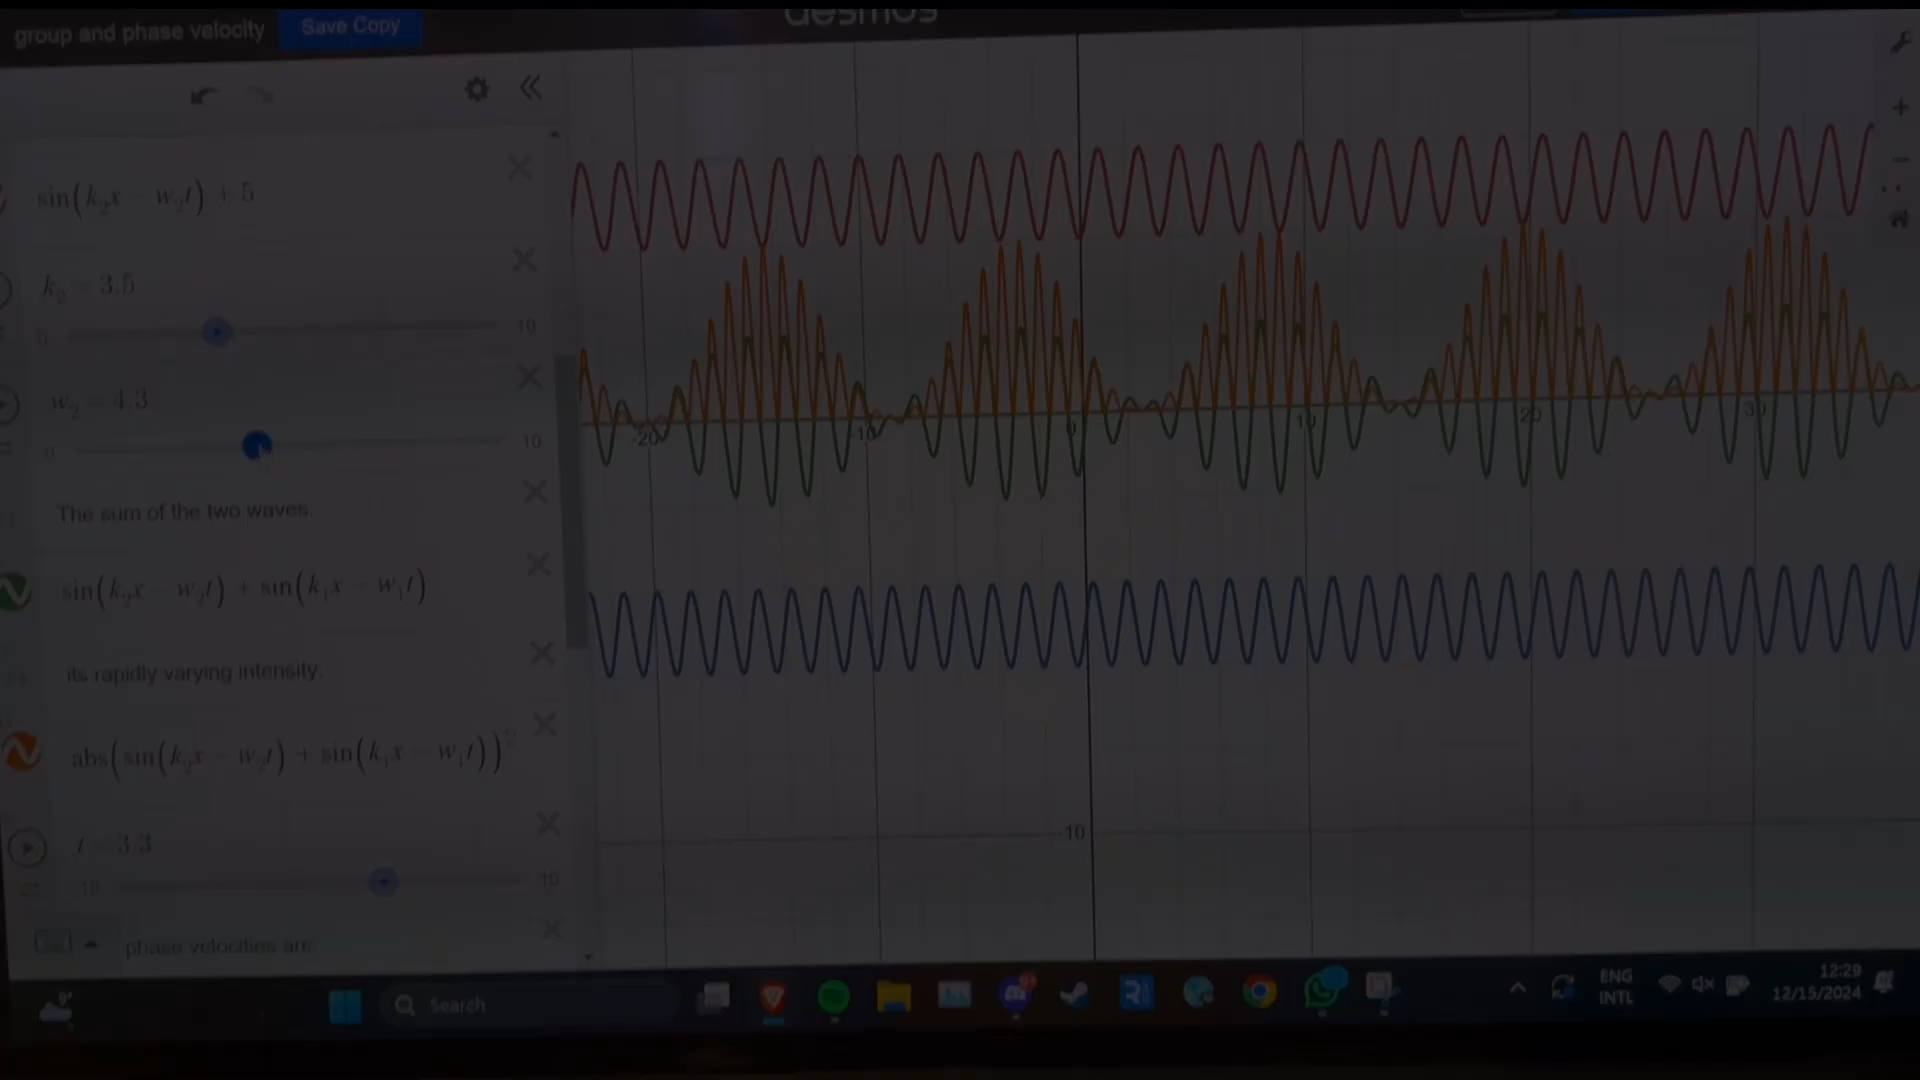 desmos
group and phase velocity Save Copy
sin(k₂x − w₂t) + 5
k₂ = 3.5
0 10
w₂ = 4.3
0 10
The sum of the two waves:
sin(k₂x − w₂t) + sin(k₁x − w₁t)
its rapidly varying intensity:
abs(sin(k₂x − w₂t) + sin(k₁x − w₁t))²
t = 3.3
10
phase velocities are:
-20 -10 0 10 20 30
-10
9°
Search
ENG
INTL
12:29
12/15/2024